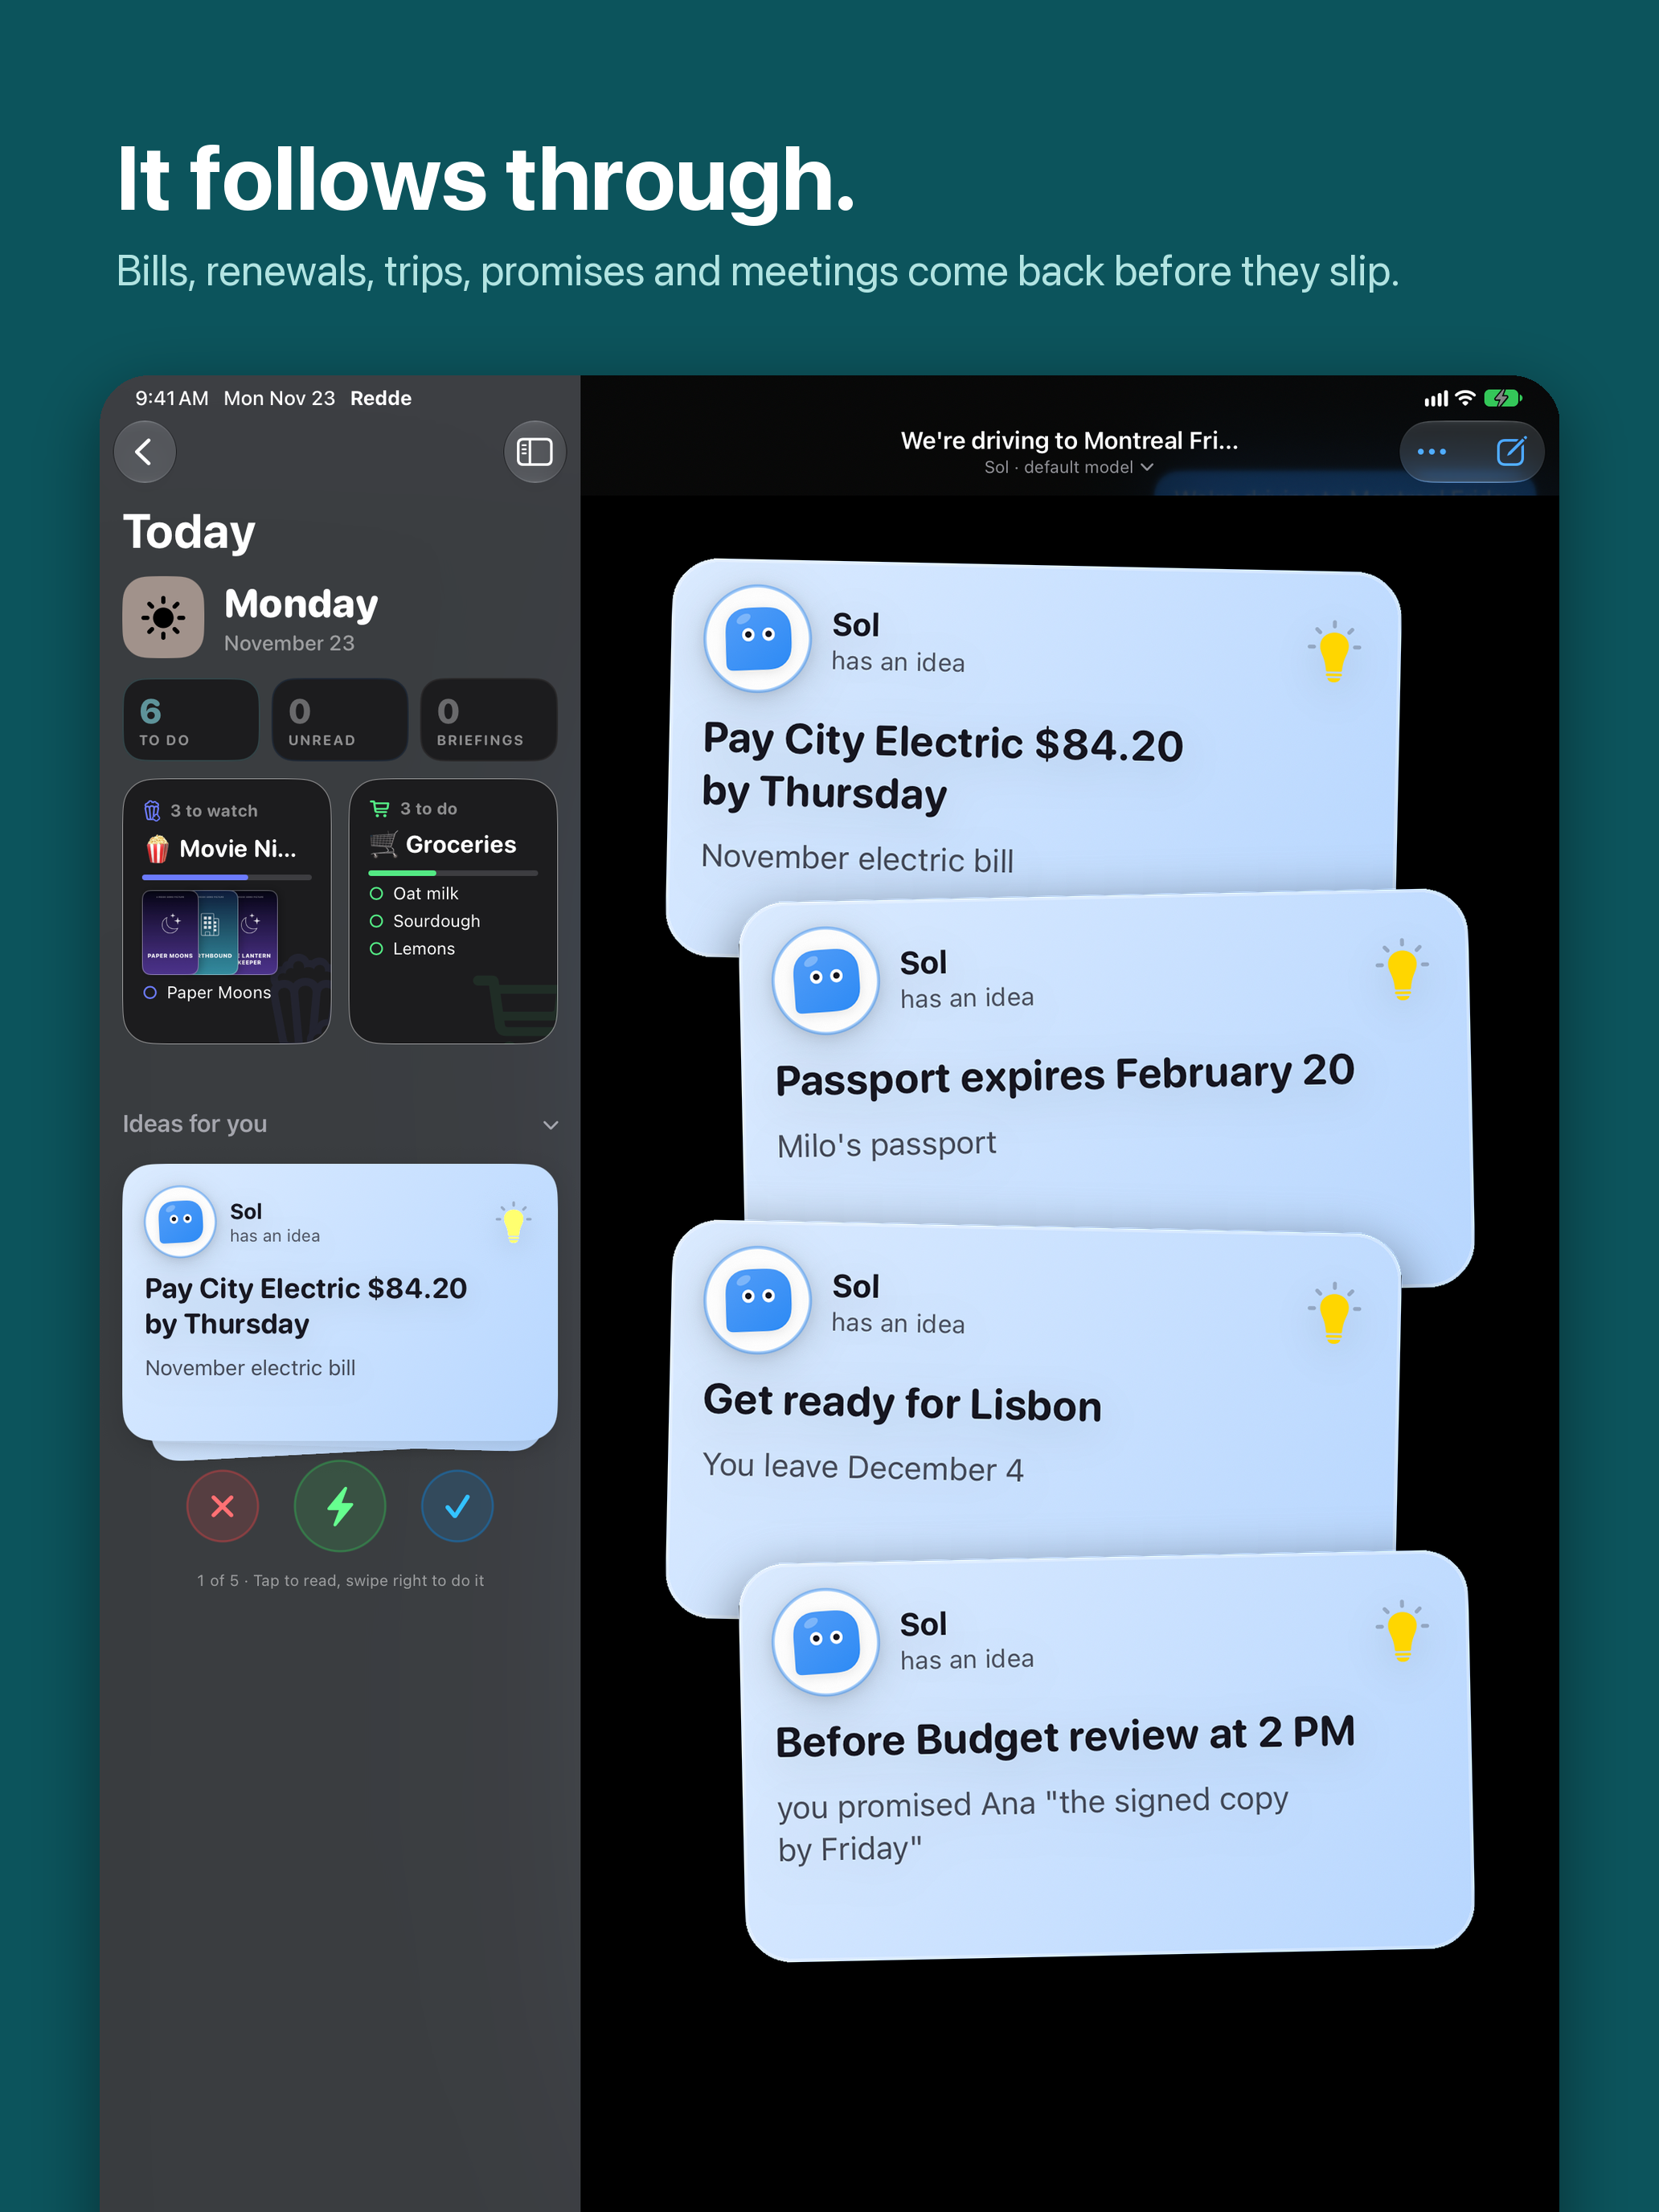 It follows through.
Bills, renewals, trips, promises and meetings come back before they slip.
9:41 AM Mon Nov 23 Redde
We're driving to Montreal Fri...
Sol · default model
Today
Monday
November 23
6
TO DO
0
UNREAD
0
BRIEFINGS
3 to watch
Movie Ni...
PAPER MOONS
THBOUND
LANTERN
KEEPER
Paper Moons
3 to do
Groceries
Oat milk
Sourdough
Lemons
Ideas for you
Sol
has an idea
Pay City Electric $84.20
by Thursday
November electric bill
1 of 5 · Tap to read, swipe right to do it
Sol
has an idea
Pay City Electric $84.20
by Thursday
November electric bill
Sol
has an idea
Passport expires February 20
Milo's passport
Sol
has an idea
Get ready for Lisbon
You leave December 4
Sol
has an idea
Before Budget review at 2 PM
you promised Ana "the signed copy
by Friday"